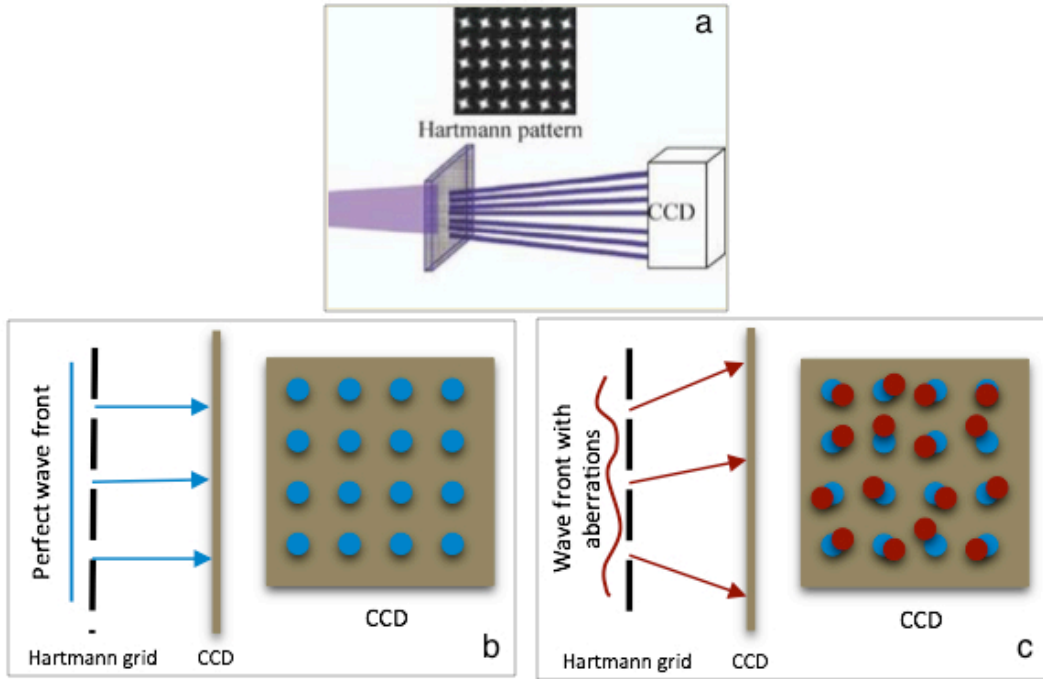 a
Hartmann pattern
CCD
Perfect wave front
CCD
Hartmann grid
CCD
b
Wave front with
aberrations
CCD
Hartmann grid
CCD
c